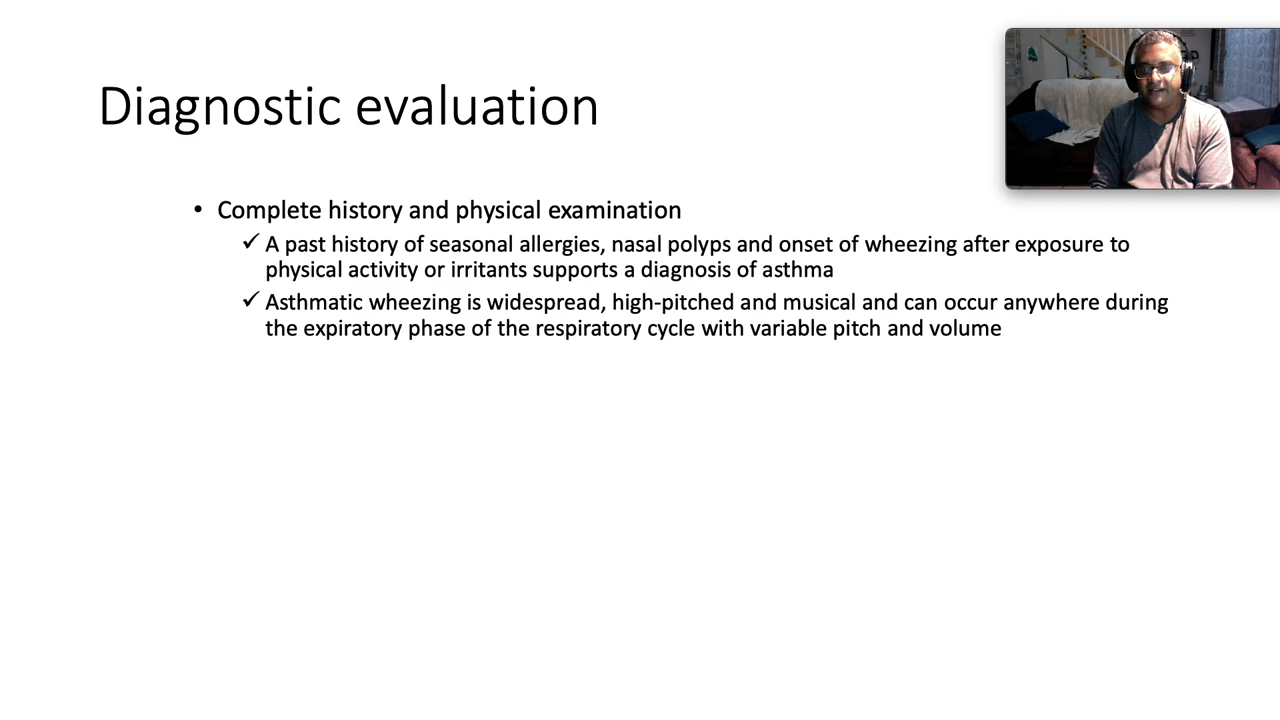 Diagnostic evaluation
• Complete history and physical examination
✓ A past history of seasonal allergies, nasal polyps and onset of wheezing after exposure to
physical activity or irritants supports a diagnosis of asthma
✓ Asthmatic wheezing is widespread, high-pitched and musical and can occur anywhere during
the expiratory phase of the respiratory cycle with variable pitch and volume